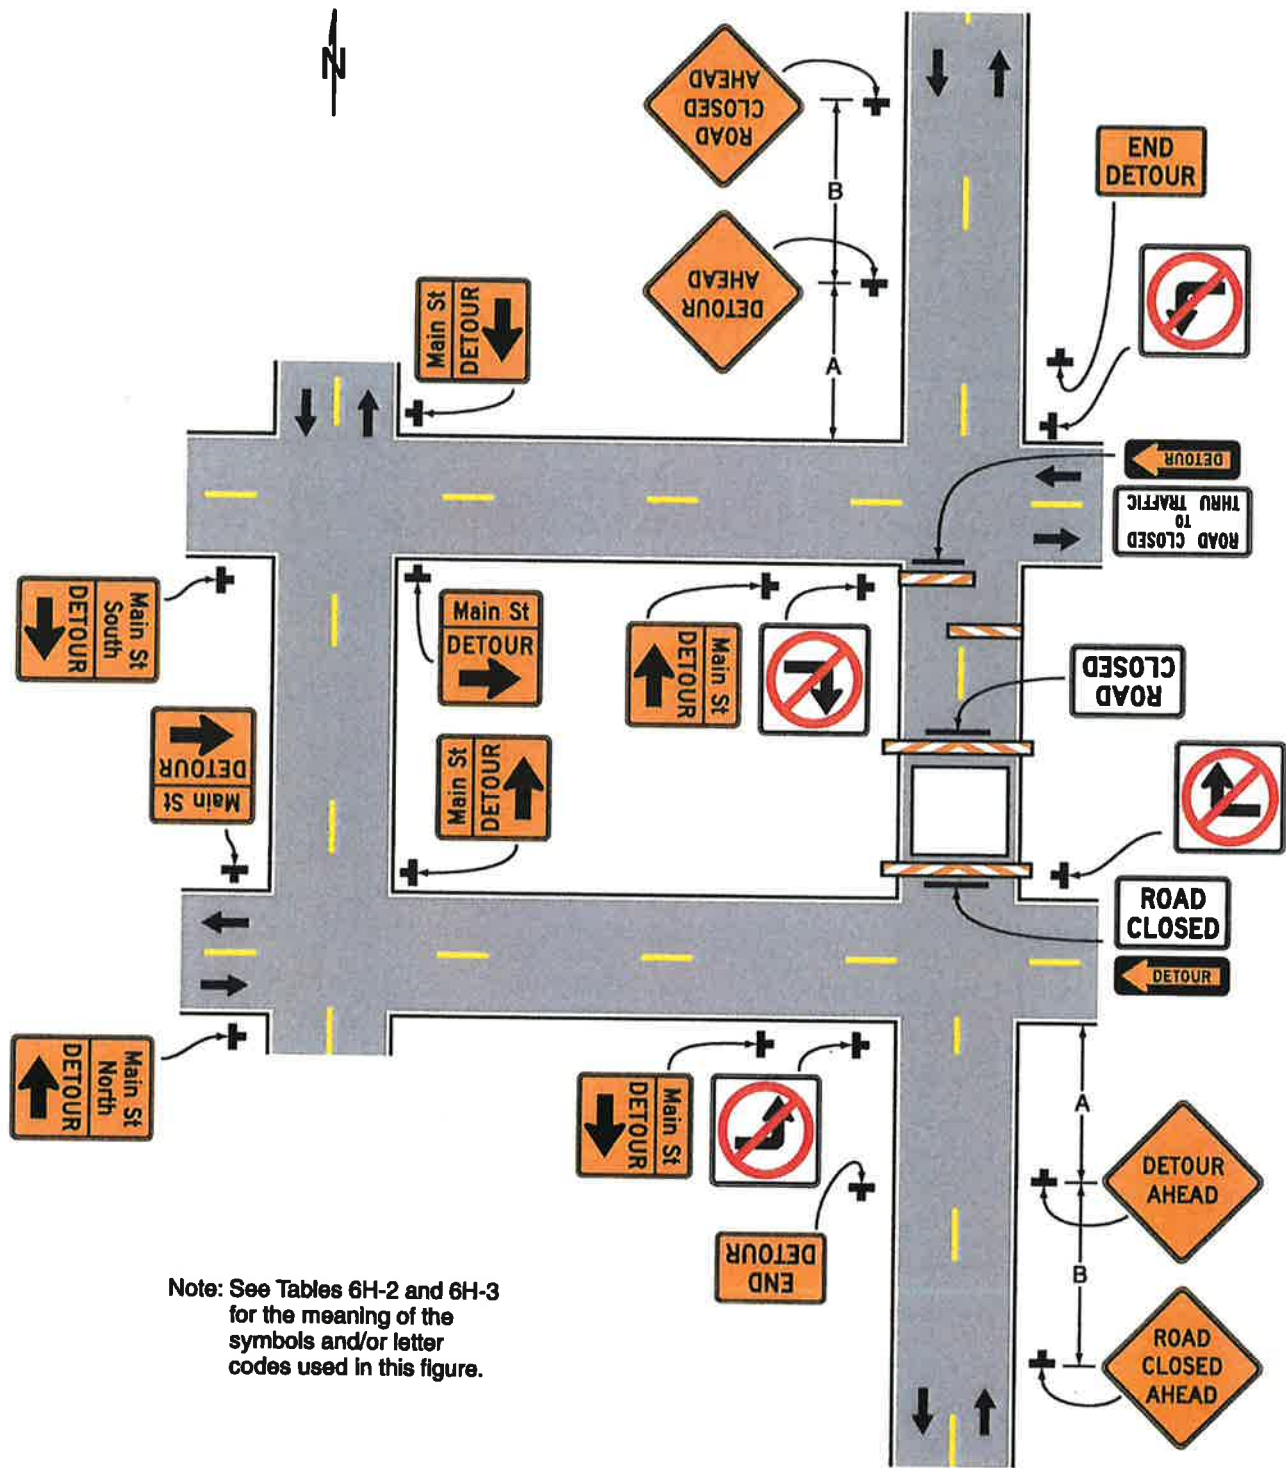 N
ROAD
CLOSED
AHEAD
B
END
DETOUR
DETOUR
AHEAD
A
Main St
DETOUR
DETOUR
ROAD CLOSED
TO
THRU TRAFFIC
Main St
South
DETOUR
Main St
DETOUR
Main St
DETOUR
ROAD
CLOSED
Main St
DETOUR
Main St
DETOUR
ROAD
CLOSED
DETOUR
Main St
North
DETOUR
Main St
DETOUR
A
DETOUR
AHEAD
END
DETOUR
B
ROAD
CLOSED
AHEAD
Note: See Tables 6H-2 and 6H-3
for the meaning of the
symbols and/or letter
codes used in this figure.